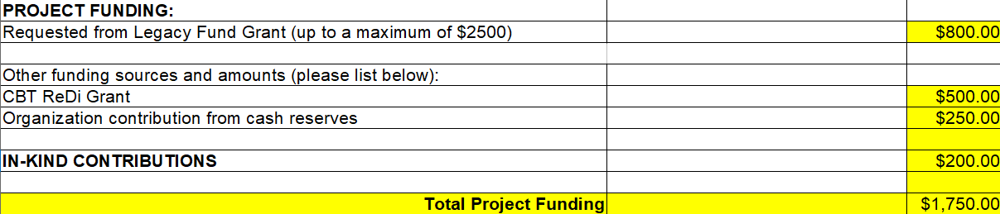 PROJECT FUNDING:
Requested from Legacy Fund Grant (up to a maximum of $2500) $800.00
Other funding sources and amounts (please list below):
CBT ReDi Grant $500.00
Organization contribution from cash reserves $250.00
IN-KIND CONTRIBUTIONS $200.00
Total Project Funding $1,750.00